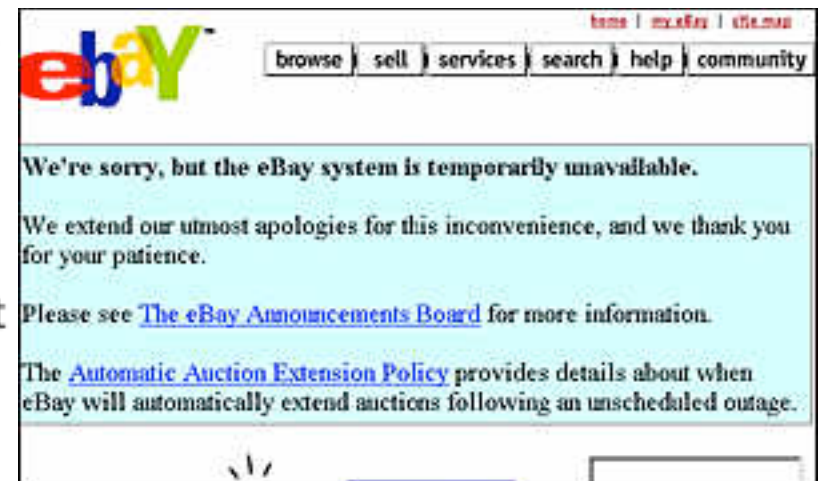 home | my eBay | site map
ebaY™
browse sell services search help community
We're sorry, but the eBay system is temporarily unavailable.
We extend our utmost apologies for this inconvenience, and we thank you
for your patience.
Please see The eBay Announcements Board for more information.
The Automatic Auction Extension Policy provides details about when
eBay will automatically extend auctions following an unscheduled outage.